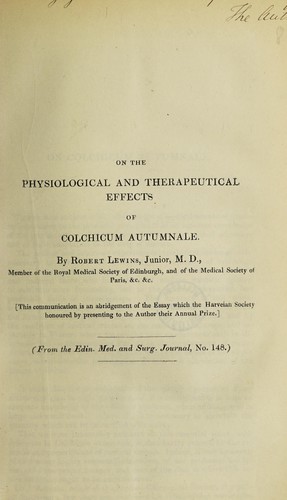 The Aut
ON THE
PHYSIOLOGICAL AND THERAPEUTICAL
EFFECTS
OF
COLCHICUM AUTUMNALE.
By ROBERT LEWINS, Junior, M. D.,
Member of the Royal Medical Society of Edinburgh, and of the Medical Society of
Paris, &c. &c.
[This communication is an abridgement of the Essay which the Harveian Society
honoured by presenting to the Author their Annual Prize.]
(From the Edin. Med. and Surg. Journal, No. 148.)